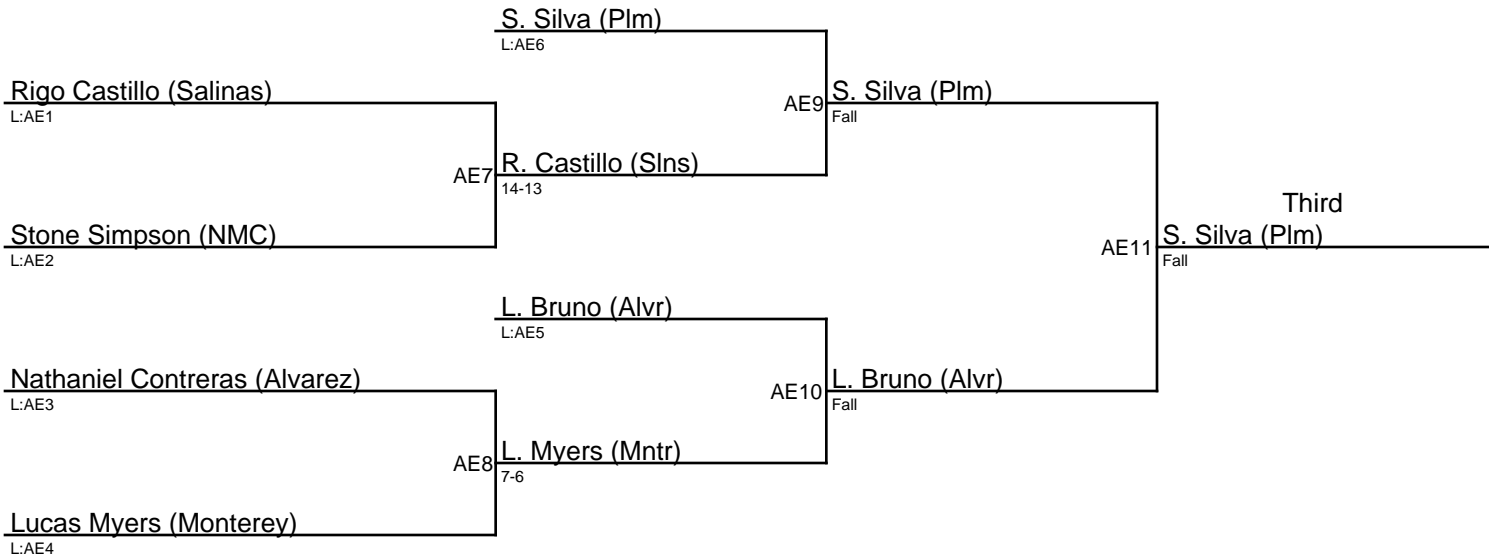 S. Silva (Plm)
L:AE6
Rigo Castillo (Salinas)
L:AE1
AE9
S. Silva (Plm)
Fall
AE7
R. Castillo (Slns)
14-13
Third
Stone Simpson (NMC)
L:AE2
AE11
S. Silva (Plm)
Fall
L. Bruno (Alvr)
L:AE5
Nathaniel Contreras (Alvarez)
L:AE3
AE10
L. Bruno (Alvr)
Fall
AE8
L. Myers (Mntr)
7-6
Lucas Myers (Monterey)
L:AE4